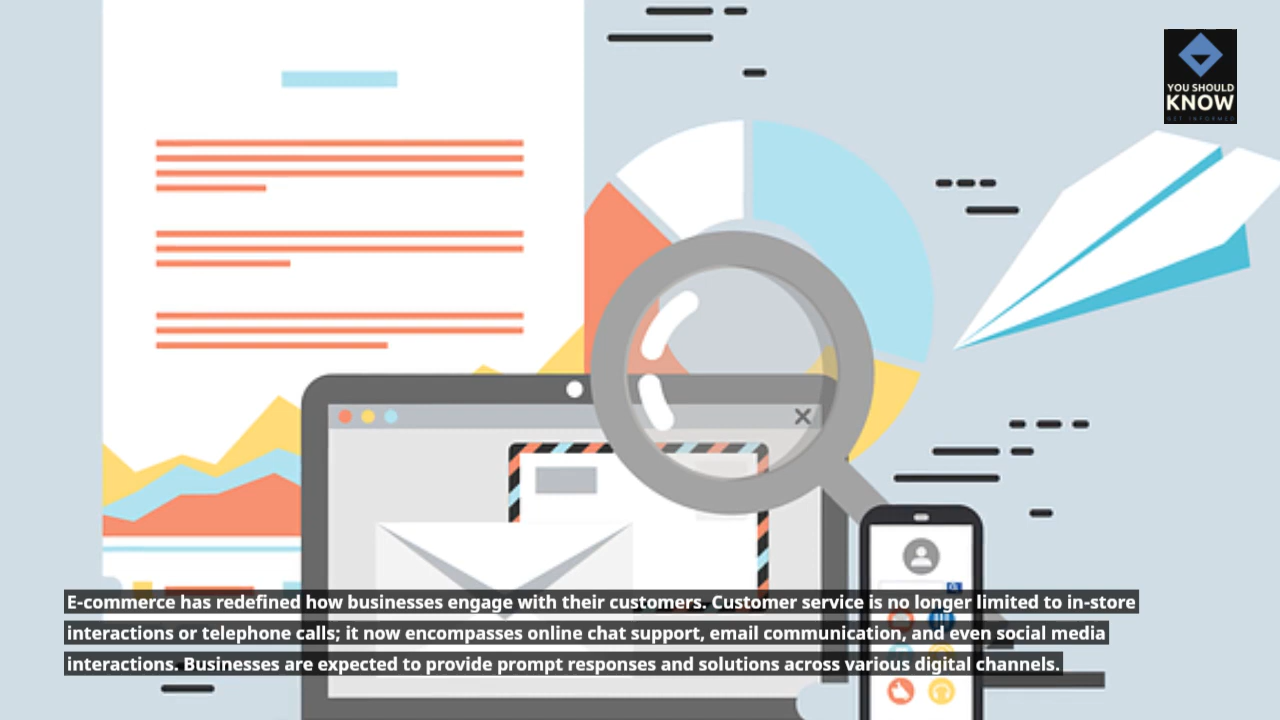 YOU SHOULD
KNOW
GET INFORMED
E-commerce has redefined how businesses engage with their customers. Customer service is no longer limited to in-store
interactions or telephone calls; it now encompasses online chat support, email communication, and even social media
interactions. Businesses are expected to provide prompt responses and solutions across various digital channels.